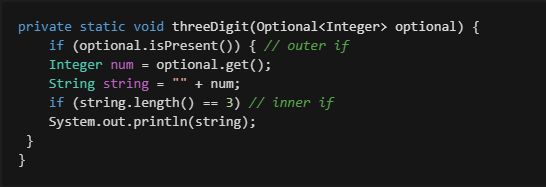 private static void threeDigit(Optional<Integer> optional) {
    if (optional.isPresent()) { // outer if
    Integer num = optional.get();
    String string = "" + num;
    if (string.length() == 3) // inner if
    System.out.println(string);
 }
}